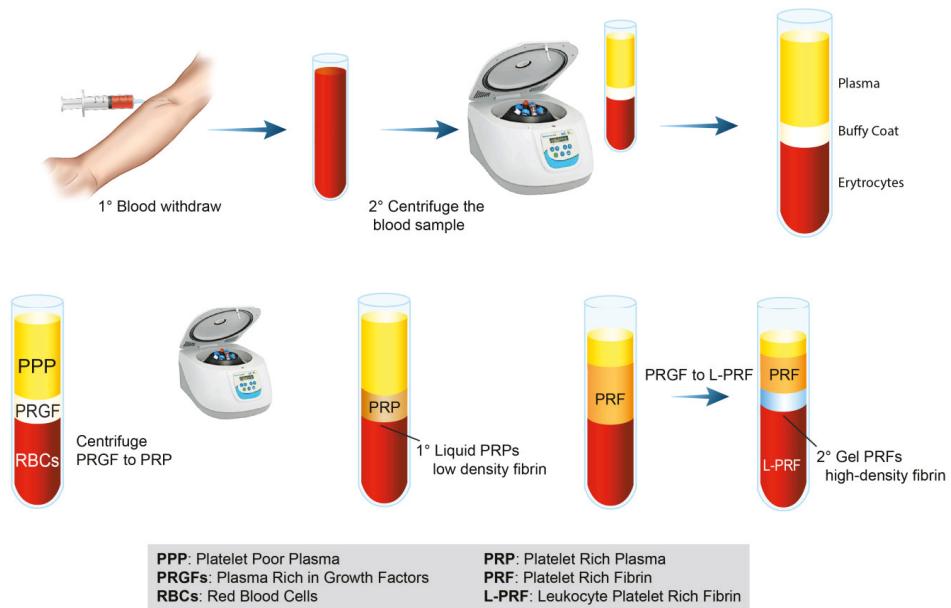 1° Blood withdraw
2° Centrifuge the
blood sample
Plasma
Buffy Coat
Erytrocytes
PPP
PRGF
RBCs
Centrifuge
PRGF to PRP
PRP
1° Liquid PRPs
low density fibrin
PRF
PRGF to L-PRF
PRF
L-PRF
2° Gel PRFs
high-density fibrin
PPP: Platelet Poor Plasma
PRGFs: Plasma Rich in Growth Factors
RBCs: Red Blood Cells
PRP: Platelet Rich Plasma
PRF: Platelet Rich Fibrin
L-PRF: Leukocyte Platelet Rich Fibrin